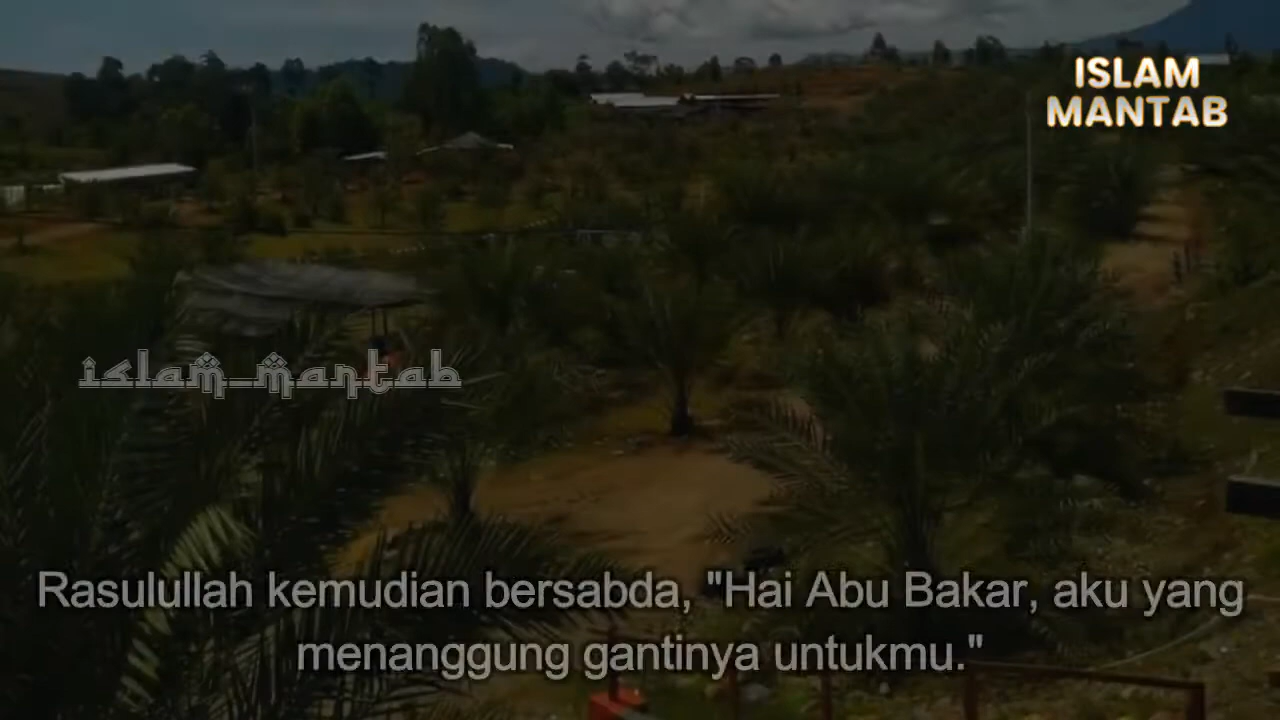 ISLAM
MANTAB
islam_mantab
Rasulullah kemudian bersabda, "Hai Abu Bakar, aku yang
menanggung gantinya untukmu."